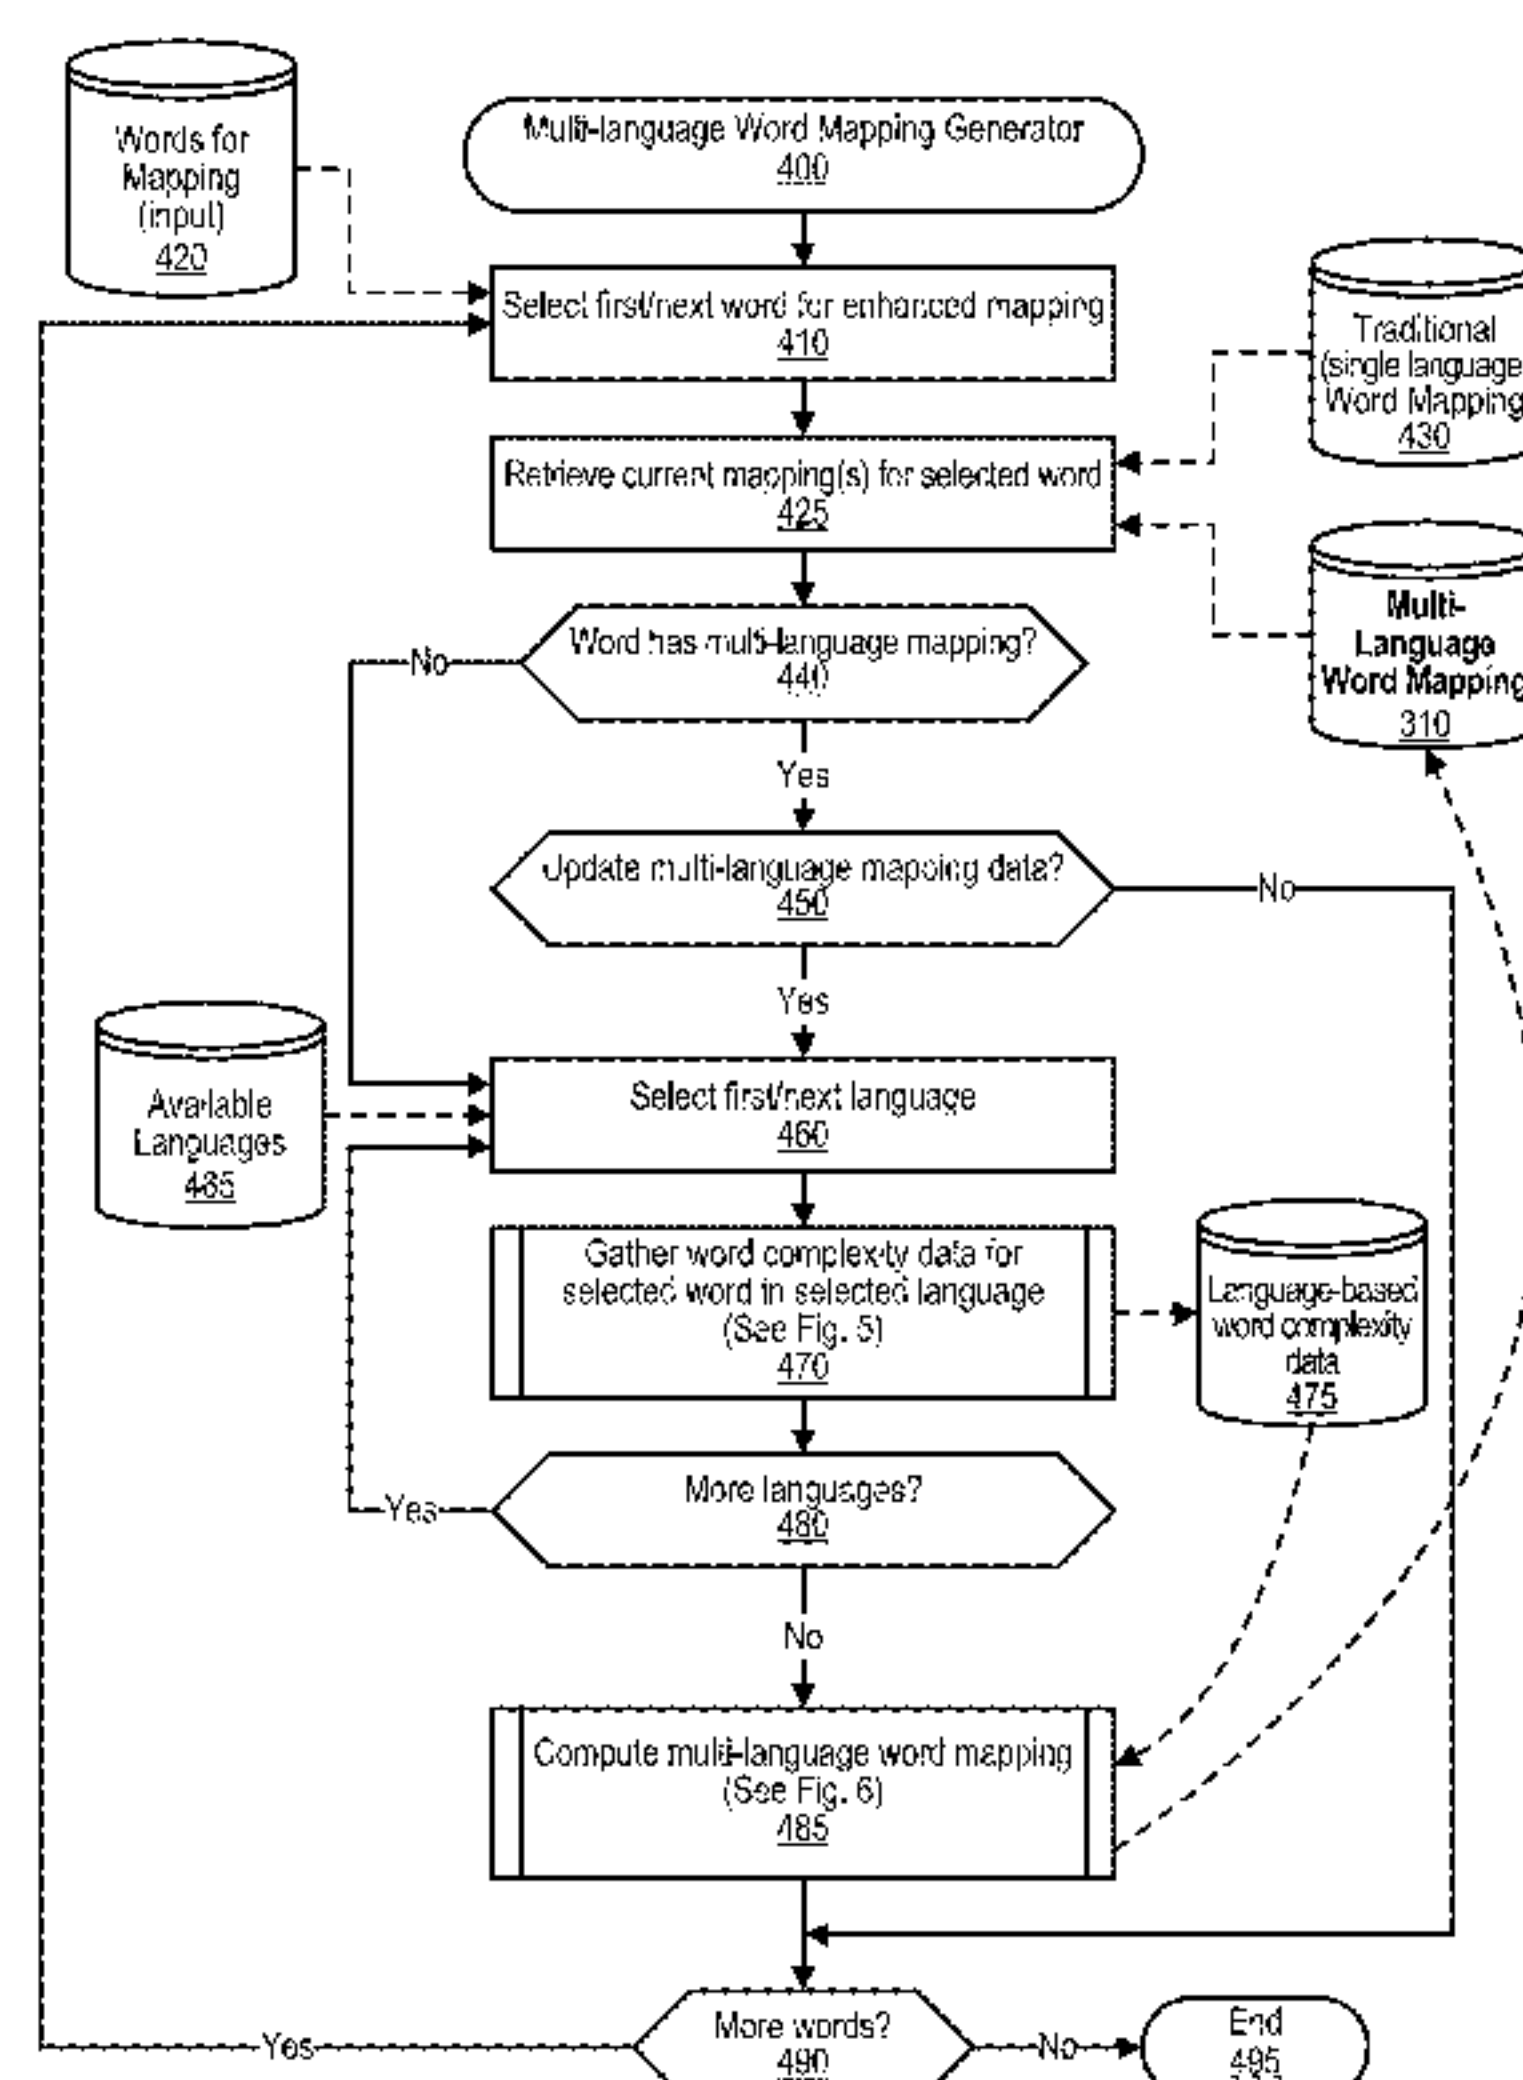 Words for
Mapping
(input)
420
Multi-language Word Mapping Generator
400
Select first/next word for enhanced mapping
410
Traditional
(single language
Word Mapping
430
Retrieve current mapping(s) for selected word
425
Multi-
Language
Word Mapping
310
Word has multi-language mapping?
440
No
Yes
Update multi-language mapping data?
450
No
Yes
Available
Languages
465
Select first/next language
460
Gather word complexity data for
selected word in selected language
(See Fig. 5)
470
Language-based
word complexity
data
475
More languages?
480
Yes
No
Compute multi-language word mapping
(See Fig. 6)
485
More words?
490
Yes
No
End
495